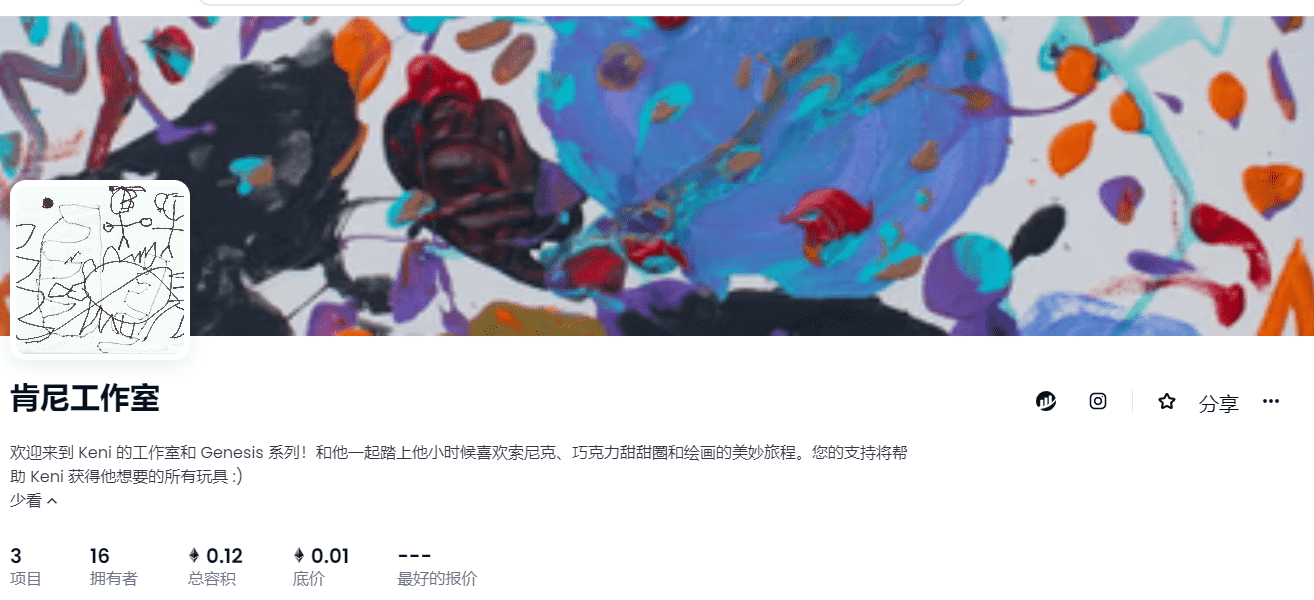 肯尼工作室
分享
欢迎来到 Keni 的工作室和 Genesis 系列！和他一起踏上他小时候喜欢索尼克、巧克力甜甜圈和绘画的美妙旅程。您的支持将帮
助 Keni 获得他想要的所有玩具 :)
少看
3 16 0.12 0.01 ---
项目 拥有者 总容积 底价 最好的报价